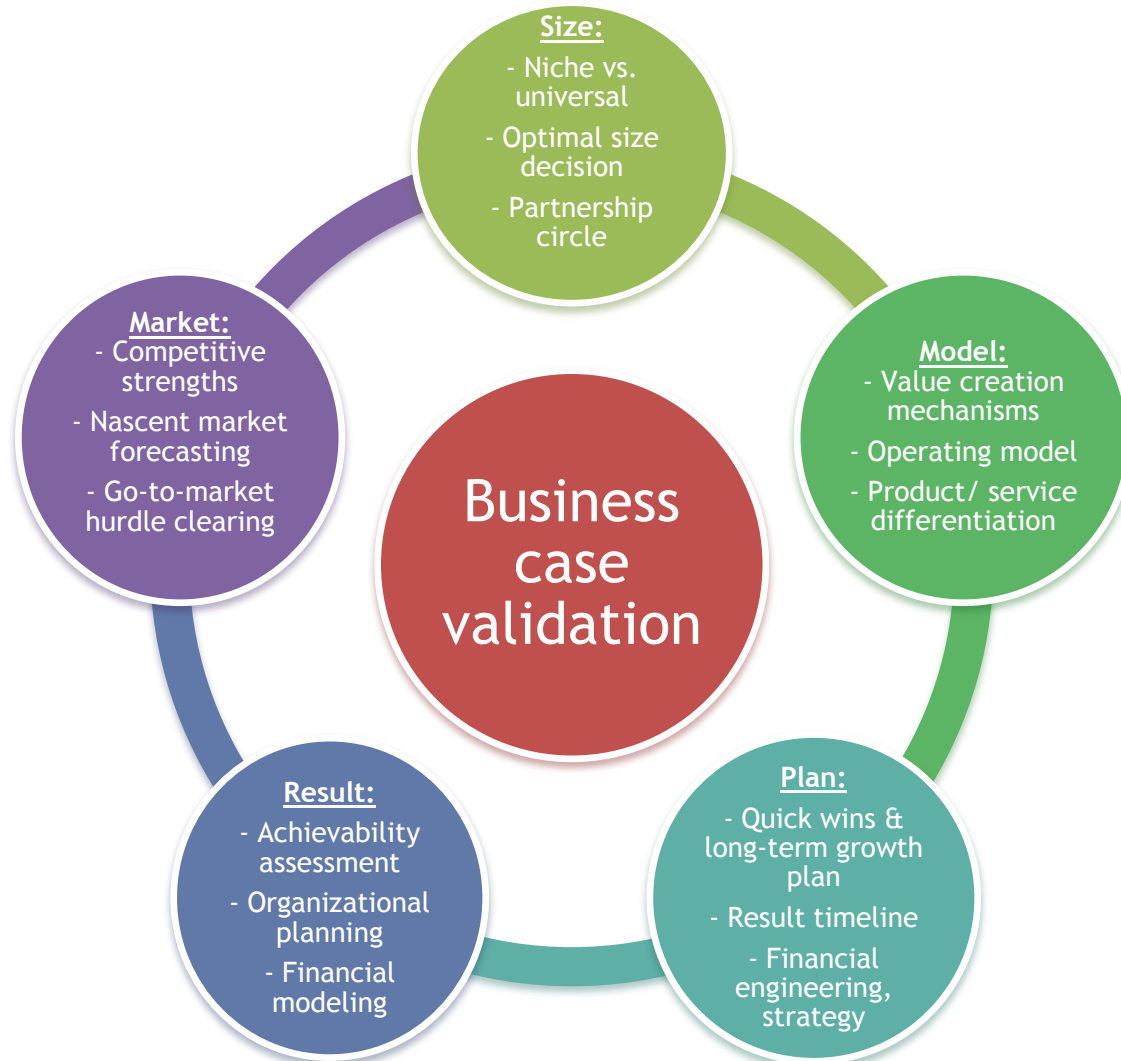 Size:
- Niche vs.
universal
- Optimal size
decision
- Partnership
circle
Model:
- Value creation
mechanisms
- Operating model
- Product/ service
differentiation
Plan:
- Quick wins &
long-term growth
plan
- Result timeline
- Financial
engineering,
strategy
Result:
- Achievability
assessment
- Organizational
planning
- Financial
modeling
Market:
- Competitive
strengths
- Nascent market
forecasting
- Go-to-market
hurdle clearing
Business
case
validation